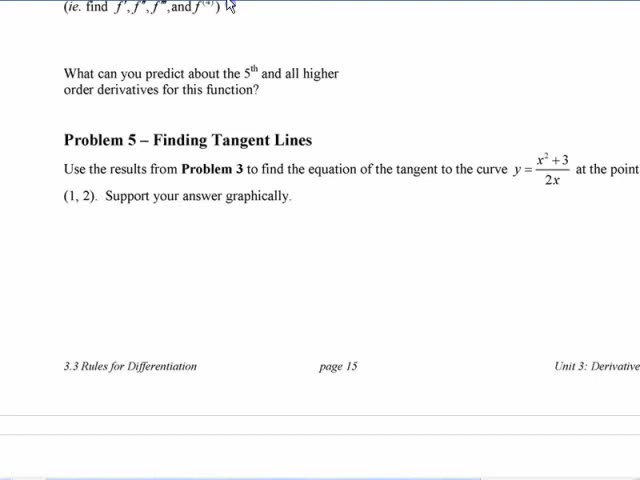 (ie. find f′, f″, f‴, and f⁽⁴⁾)
What can you predict about the 5th and all higher
order derivatives for this function?
Problem 5 – Finding Tangent Lines
Use the results from Problem 3 to find the equation of the tangent to the curve y = (x² + 3)/(2x) at the point
(1, 2). Support your answer graphically.
3.3 Rules for Differentiation page 15 Unit 3: Derivative